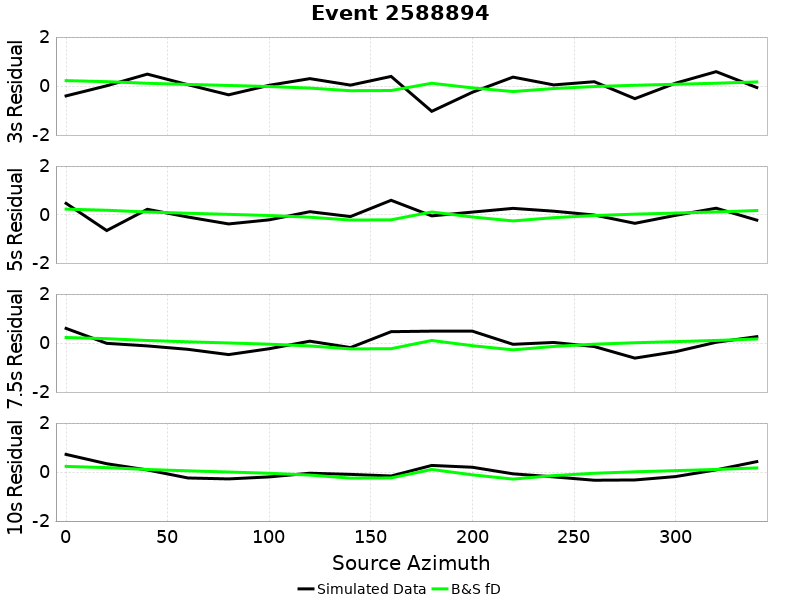 Event 2588894
3s Residual
2
0
-2
5s Residual
2
0
-2
7.5s Residual
2
0
-2
10s Residual
2
0
-2
0 50 100 150 200 250 300
Source Azimuth
Simulated Data B&S fD